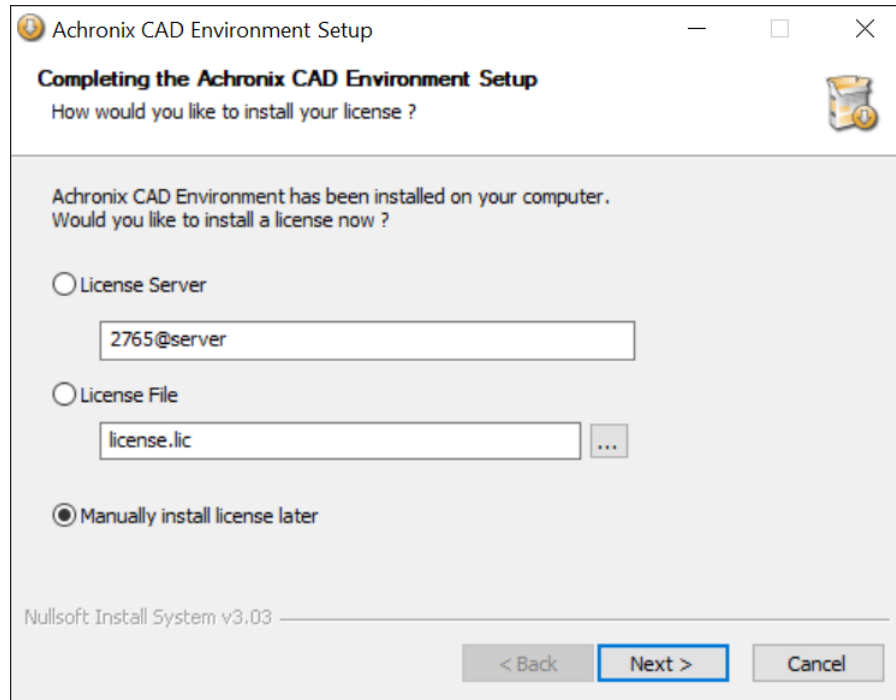 Achronix CAD Environment Setup
Completing the Achronix CAD Environment Setup
How would you like to install your license ?
Achronix CAD Environment has been installed on your computer.
Would you like to install a license now ?
License Server
2765@server
License File
license.lic
...
Manually install license later
Nullsoft Install System v3.03
< Back
Next >
Cancel